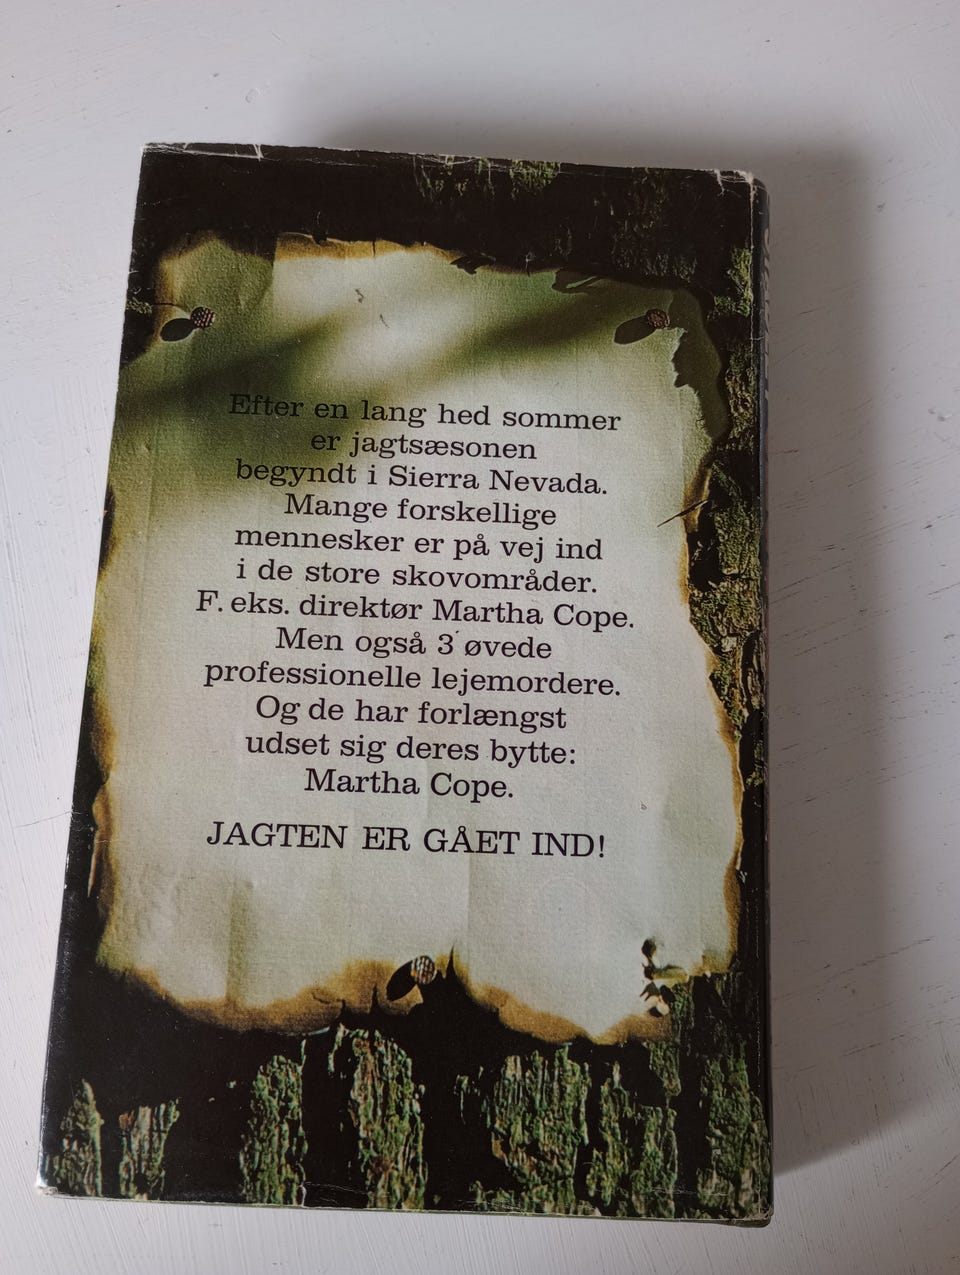 Efter en lang hed sommer
er jagtsæsonen
begyndt i Sierra Nevada.
Mange forskellige
mennesker er på vej ind
i de store skovområder.
F. eks. direktør Martha Cope.
Men også 3 øvede
professionelle lejemordere.
Og de har forlængst
udset sig deres bytte:
Martha Cope.
JAGTEN ER GÅET IND!